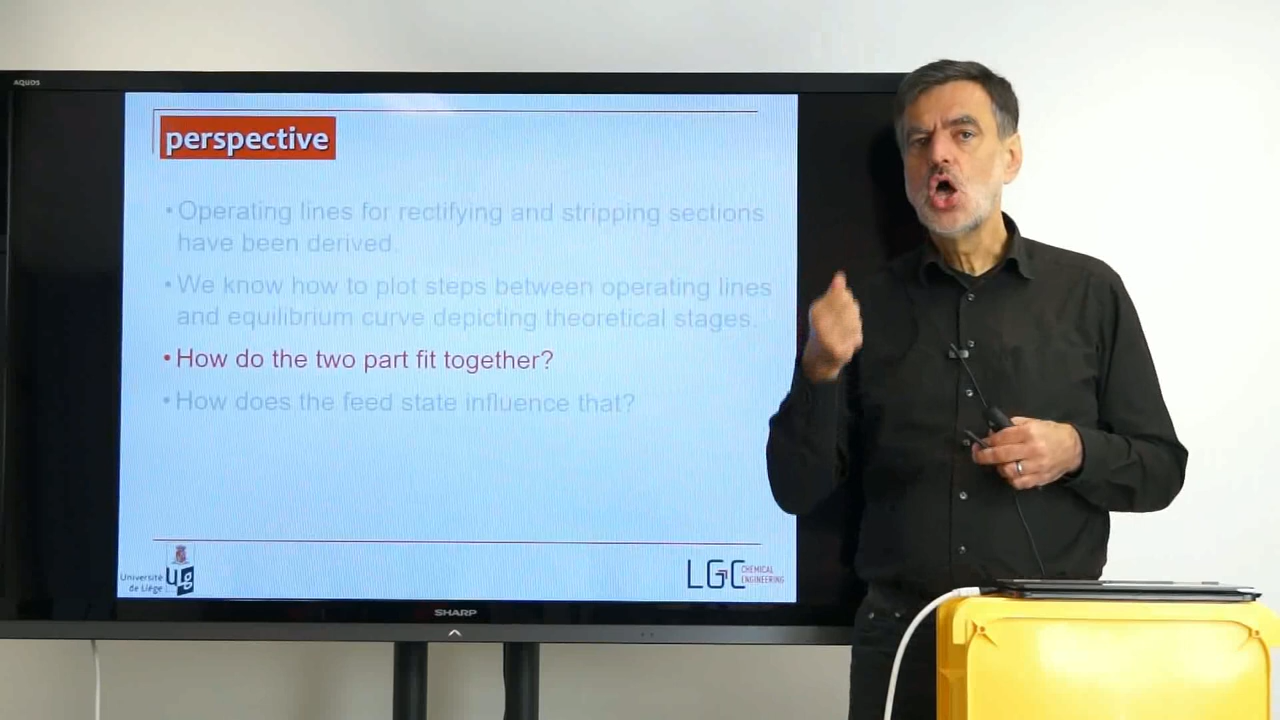 AQUOS
perspective
• Operating lines for rectifying and stripping sections
have been derived.
• We know how to plot steps between operating lines
and equilibrium curve depicting theoretical stages.
• How do the two part fit together?
• How does the feed state influence that?
Université
de Liège
LGC
CHEMICAL
ENGINEERING
SHARP